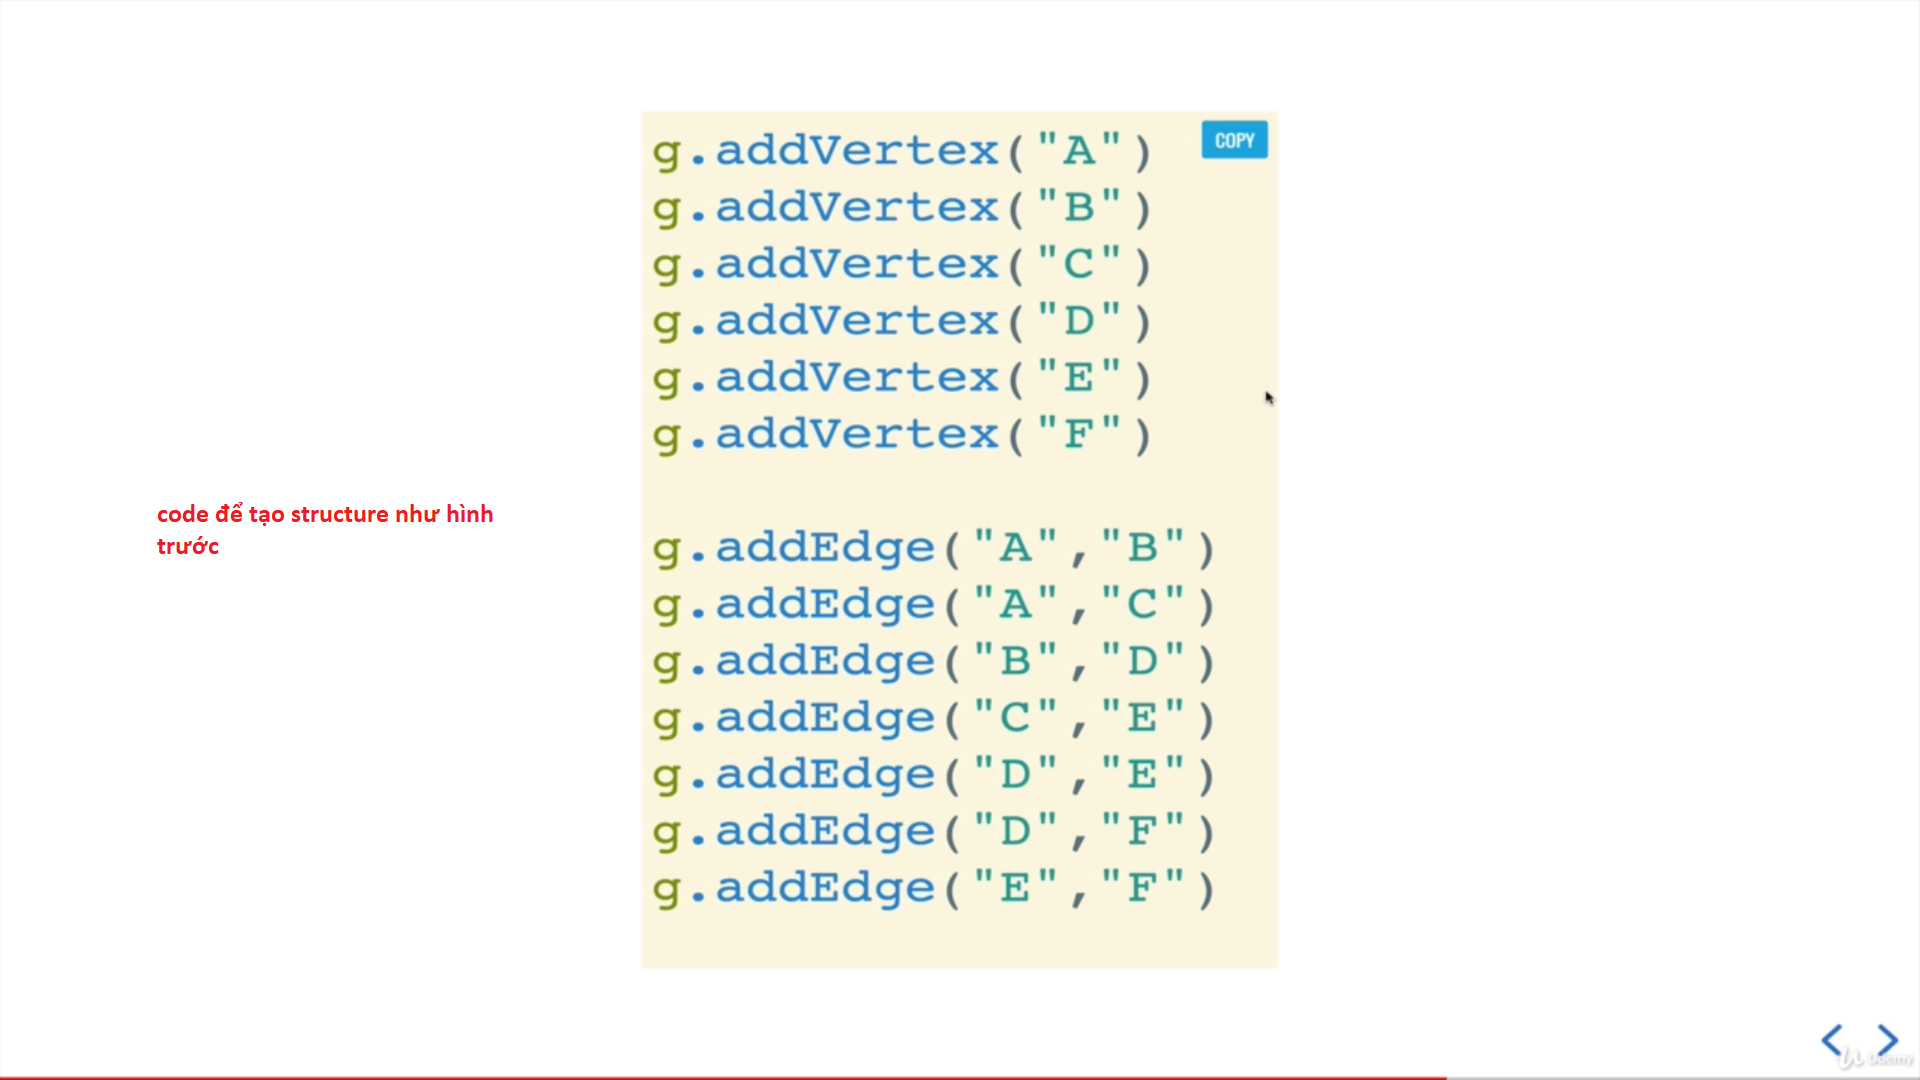 g.addVertex("A")
COPY
g.addVertex("B")
g.addVertex("C")
g.addVertex("D")
g.addVertex("E")
g.addVertex("F")
code để tạo structure như hình
trước
g.addEdge("A","B")
g.addEdge("A","C")
g.addEdge("B","D")
g.addEdge("C","E")
g.addEdge("D","E")
g.addEdge("D","F")
g.addEdge("E","F")
Udemy